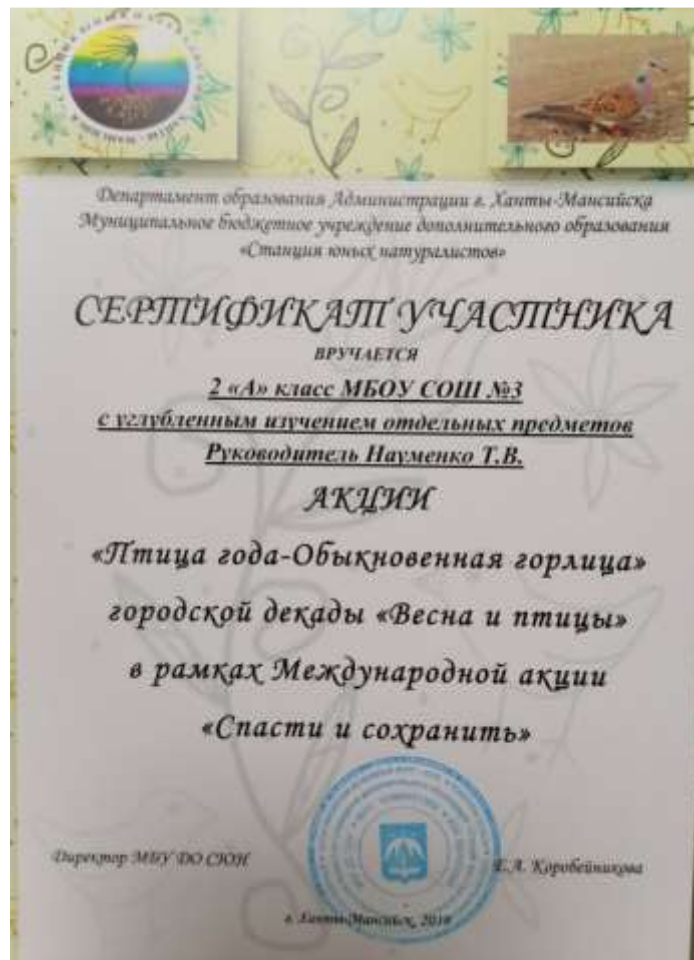 Департамент образования Администрации г. Ханты-Мансийска
Муниципальное бюджетное учреждение дополнительного образования
«Станция юных натуралистов»
СЕРТИФИКАТ УЧАСТНИКА
ВРУЧАЕТСЯ
2 «А» класс МБОУ СОШ №3
с углубленным изучением отдельных предметов
Руководитель Науменко Т.В.
АКЦИИ
«Птица года-Обыкновенная горлица»
городской декады «Весна и птицы»
в рамках Международной акции
«Спасти и сохранить»
Директор МБУ ДО СЮН
Е.А. Коробейникова
г. Ханты-Мансийск,